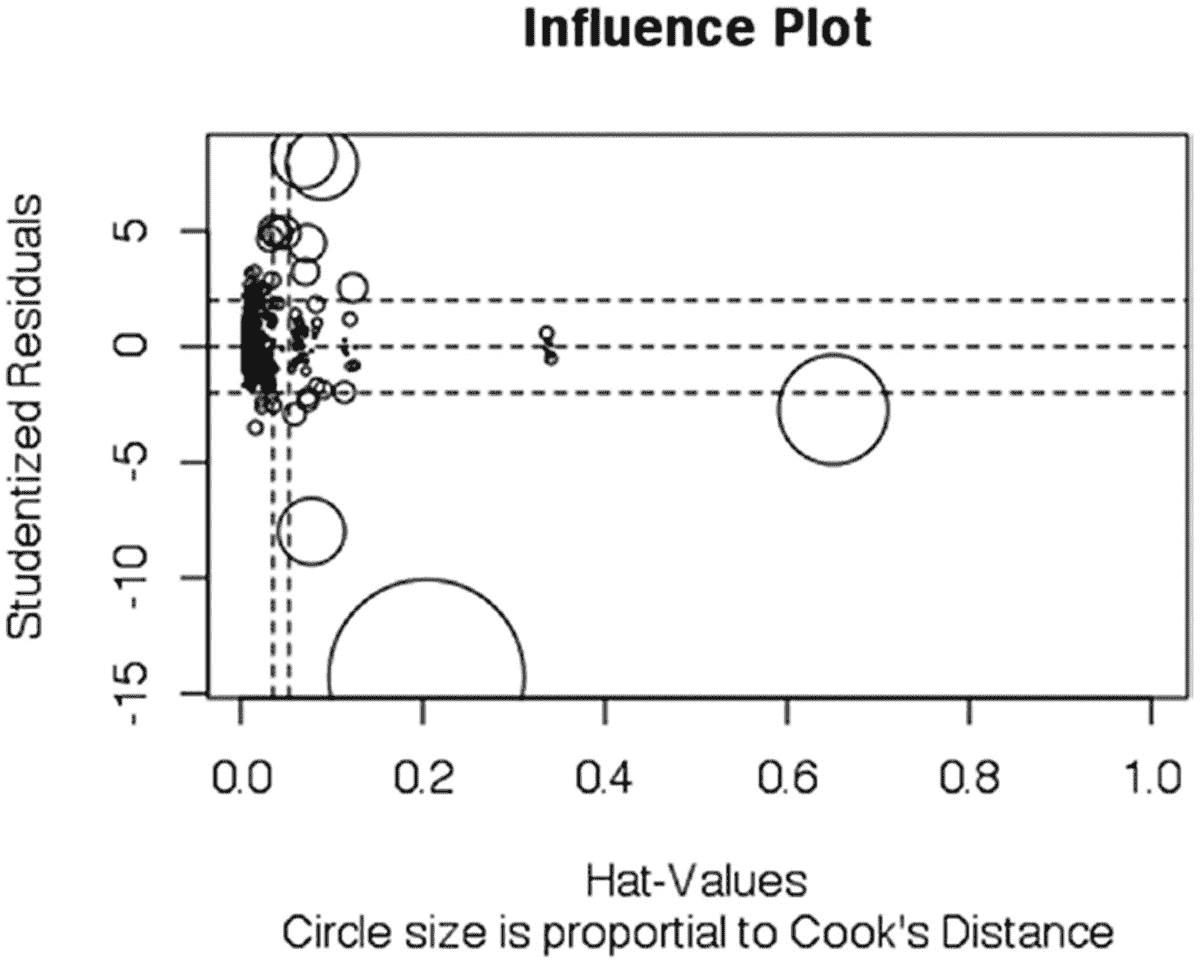 Influence Plot
Studentized Residuals
5
0
-5
-10
-15
0.0 0.2 0.4 0.6 0.8 1.0
Hat-Values
Circle size is proportial to Cook's Distance